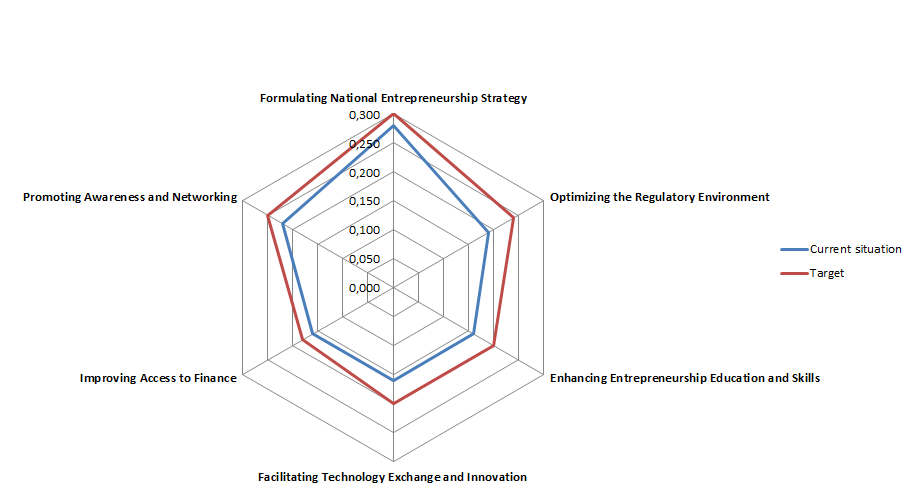 Formulating National Entrepreneurship Strategy
0,300
0,250
0,200
0,150
0,100
0,050
0,000
Promoting Awareness and Networking
Optimizing the Regulatory Environment
Current situation
Target
Improving Access to Finance
Enhancing Entrepreneurship Education and Skills
Facilitating Technology Exchange and Innovation